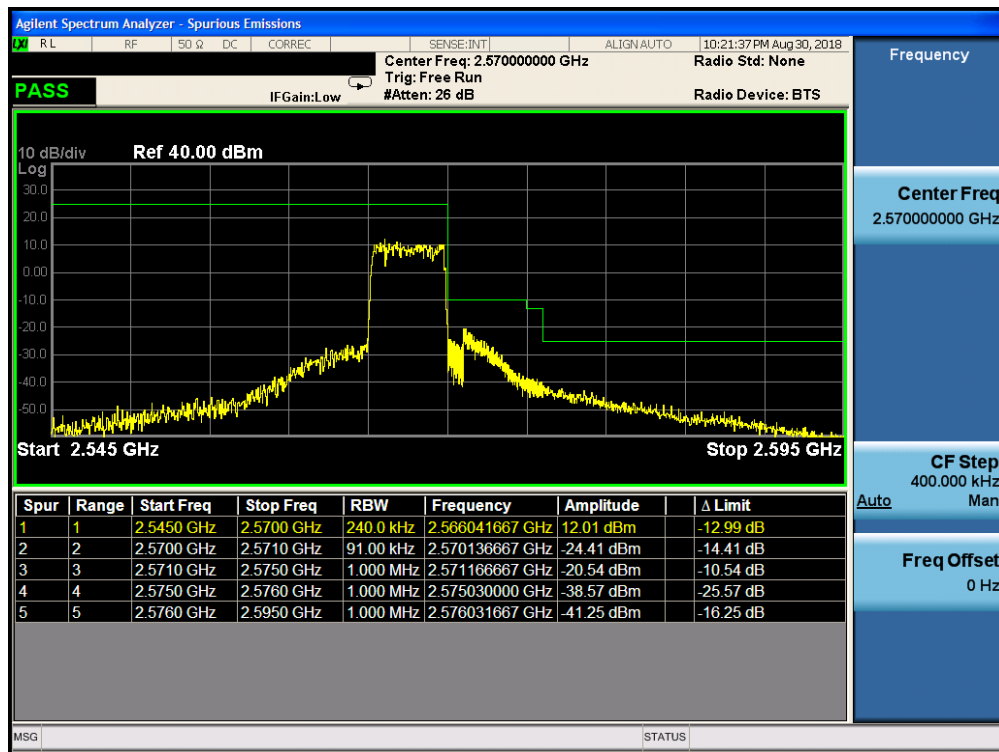 Agilent Spectrum Analyzer - Spurious Emissions
LXI RL RF 50 Ω DC CORREC SENSE:INT ALIGN AUTO 10:21:37 PM Aug 30, 2018
Center Freq: 2.570000000 GHz Radio Std: None
Trig: Free Run
PASS IFGain:Low #Atten: 26 dB Radio Device: BTS
10 dB/div Ref 40.00 dBm
Log
30.0
20.0
10.0
0.00
-10.0
-20.0
-30.0
-40.0
-50.0
Start 2.545 GHz Stop 2.595 GHz
Spur Range Start Freq Stop Freq RBW Frequency Amplitude Δ Limit
1 1 2.5450 GHz 2.5700 GHz 240.0 kHz 2.566041667 GHz 12.01 dBm -12.99 dB
2 2 2.5700 GHz 2.5710 GHz 91.00 kHz 2.570136667 GHz -24.41 dBm -14.41 dB
3 3 2.5710 GHz 2.5750 GHz 1.000 MHz 2.571166667 GHz -20.54 dBm -10.54 dB
4 4 2.5750 GHz 2.5760 GHz 1.000 MHz 2.575030000 GHz -38.57 dBm -25.57 dB
5 5 2.5760 GHz 2.5950 GHz 1.000 MHz 2.576031667 GHz -41.25 dBm -16.25 dB
MSG STATUS
Frequency
Center Freq
2.570000000 GHz
CF Step
400.000 kHz
Auto Man
Freq Offset
0 Hz